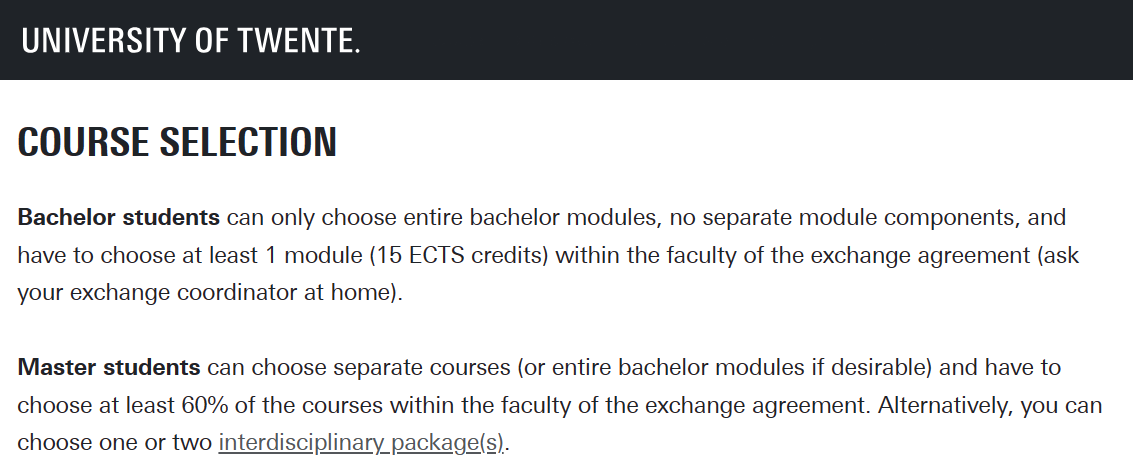 UNIVERSITY OF TWENTE.
COURSE SELECTION
Bachelor students can only choose entire bachelor modules, no separate module components, and
have to choose at least 1 module (15 ECTS credits) within the faculty of the exchange agreement (ask
your exchange coordinator at home).
Master students can choose separate courses (or entire bachelor modules if desirable) and have to
choose at least 60% of the courses within the faculty of the exchange agreement. Alternatively, you can
choose one or two interdisciplinary package(s).